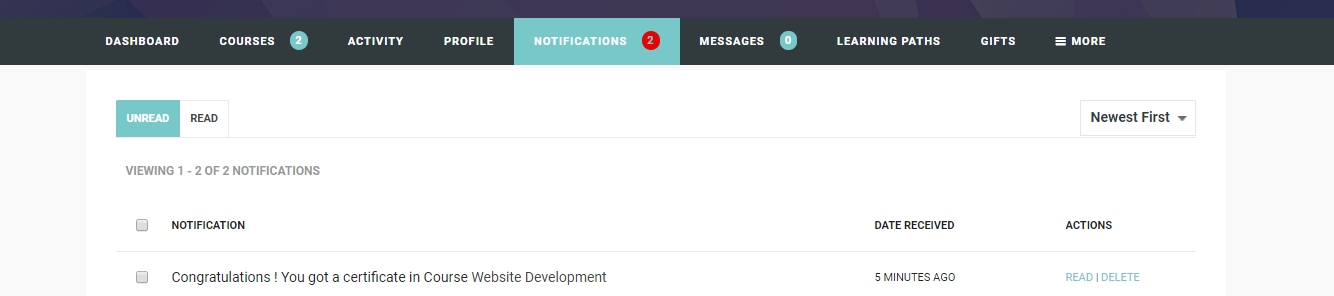 DASHBOARD COURSES 2 ACTIVITY PROFILE NOTIFICATIONS 2 MESSAGES 0 LEARNING PATHS GIFTS MORE
UNREAD READ Newest First
VIEWING 1 - 2 OF 2 NOTIFICATIONS
NOTIFICATION DATE RECEIVED ACTIONS
Congratulations ! You got a certificate in Course Website Development 5 MINUTES AGO READ | DELETE